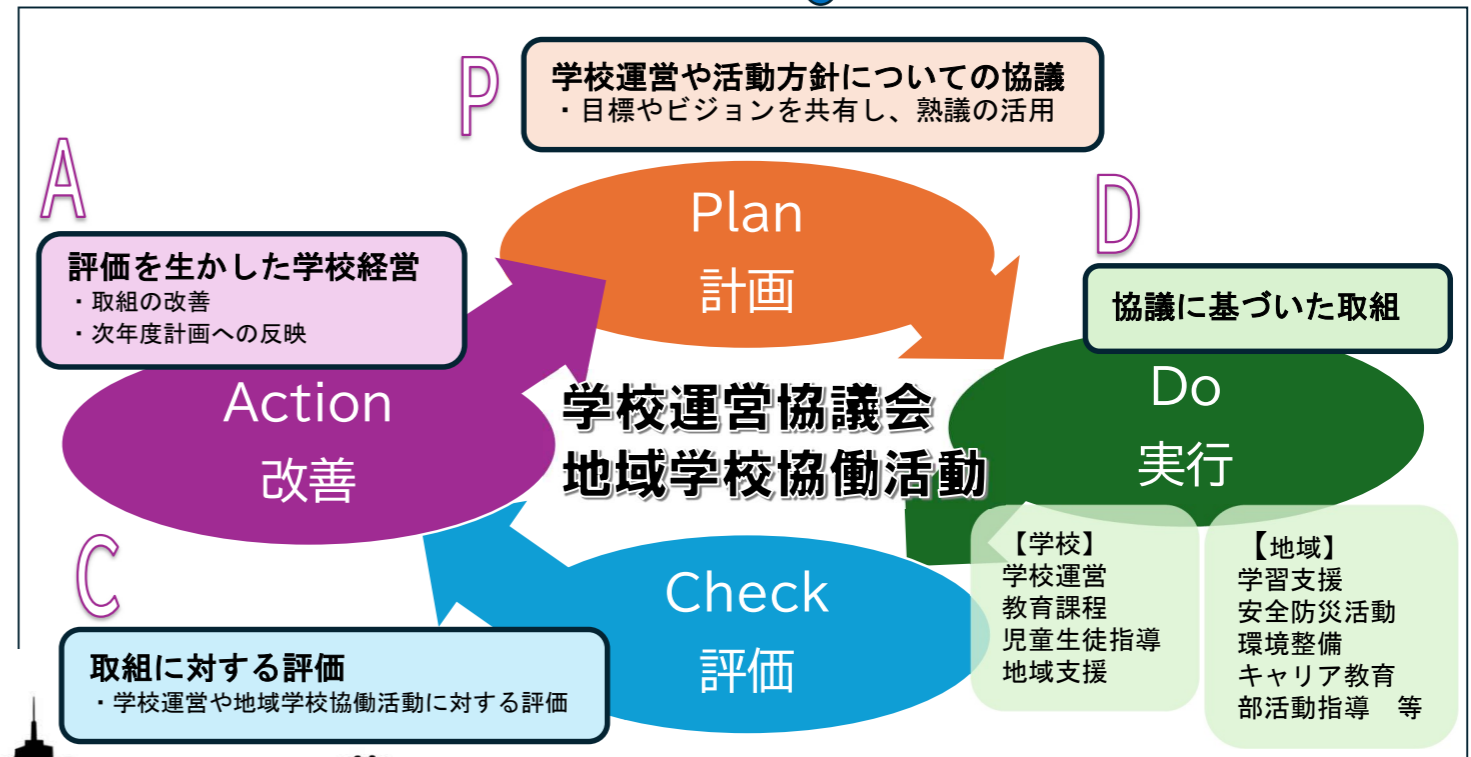 P
学校運営や活動方針についての協議
・目標やビジョンを共有し、熟議の活用
Plan
計画
D
協議に基づいた取組
Do
実行
【学校】
学校運営
教育課程
児童生徒指導
地域支援
【地域】
学習支援
安全防災活動
環境整備
キャリア教育
部活動指導　等
学校運営協議会
地域学校協働活動
C
取組に対する評価
・学校運営や地域学校協働活動に対する評価
Check
評価
A
評価を生かした学校経営
・取組の改善
・次年度計画への反映
Action
改善